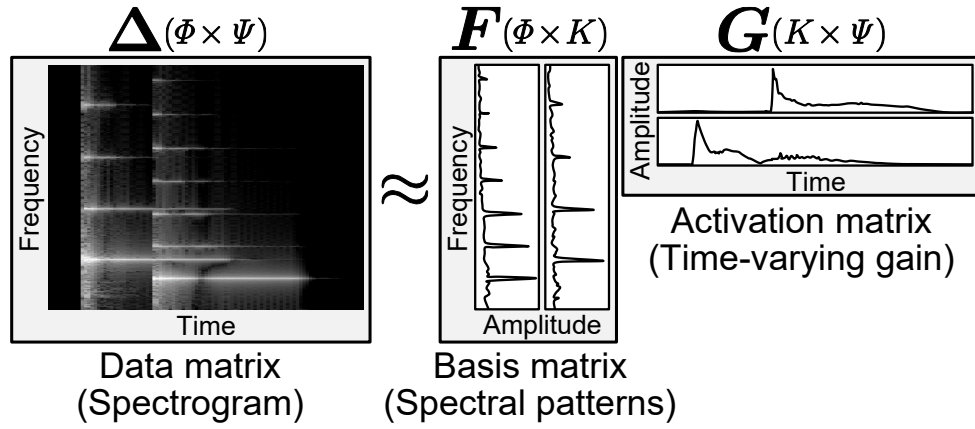 Δ(Φ × Ψ)
F(Φ × K)
G(K × Ψ)
Frequency
Time
≈
Frequency
Amplitude
Amplitude
Time
Data matrix
(Spectrogram)
Basis matrix
(Spectral patterns)
Activation matrix
(Time-varying gain)